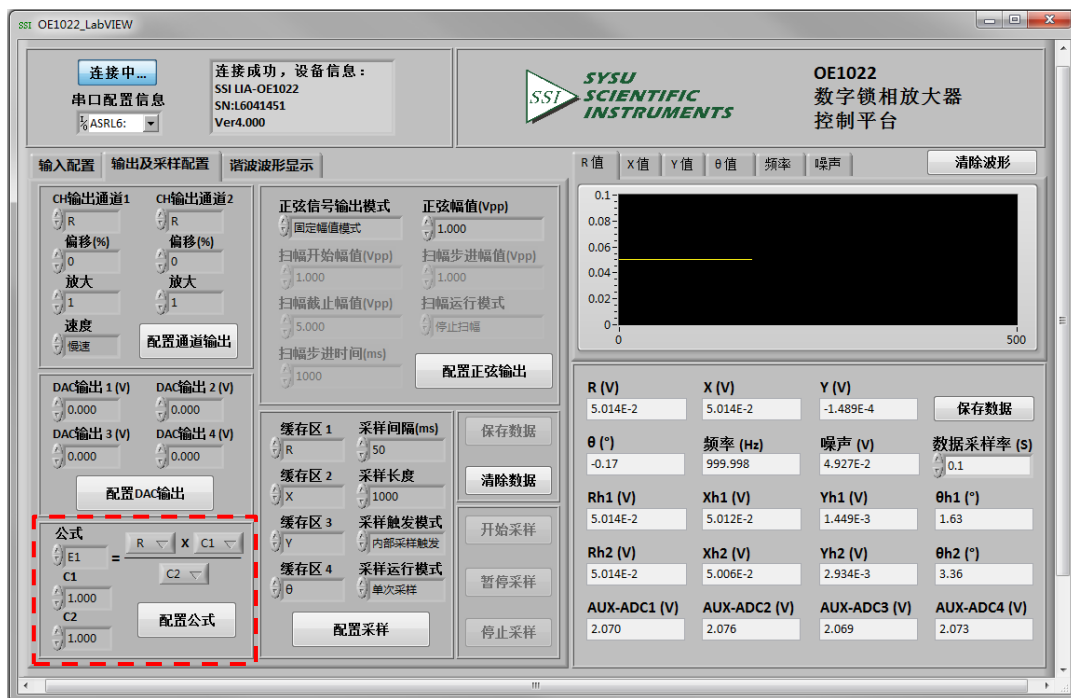 SSI OE1022_LabVIEW
连接中...
串口配置信息
ASRL6:
连接成功，设备信息：
SSI LIA-OE1022
SN:L6041451
Ver4.000
SSI
SYSU
SCIENTIFIC
INSTRUMENTS
OE1022
数字锁相放大器
控制平台
输入配置 输出及采样配置 谐波波形显示
CH输出通道1 CH输出通道2
R R
偏移(%) 偏移(%)
0 0
放大 放大
1 1
速度
慢速 配置通道输出
DAC输出 1 (V) DAC输出 2 (V)
0.000 0.000
DAC输出 3 (V) DAC输出 4 (V)
0.000 0.000
配置DAC输出
公式
E1 = R X C1
C2
C1
1.000
C2
1.000
配置公式
正弦信号输出模式 正弦幅值(Vpp)
固定幅值模式 1.000
扫幅开始幅值(Vpp) 扫幅步进幅值(Vpp)
1.000 1.000
扫幅截止幅值(Vpp) 扫幅运行模式
5.000 停止扫幅
扫幅步进时间(ms)
1000 配置正弦输出
缓存区 1 采样间隔(ms)
R 50
缓存区 2 采样长度
X 1000
缓存区 3 采样触发模式
Y 内部采样触发
缓存区 4 采样运行模式
θ 单次采样
配置采样
保存数据
清除数据
开始采样
暂停采样
停止采样
R 值 X 值 Y 值 θ 值 频率 噪声 清除波形
0.1
0.08
0.06
0.04
0.02
0
0 500
R (V) X (V) Y (V)
5.014E-2 5.014E-2 -1.489E-4 保存数据
θ (°) 频率 (Hz) 噪声 (V) 数据采样率 (S)
-0.17 999.998 4.927E-2 0.1
Rh1 (V) Xh1 (V) Yh1 (V) θh1 (°)
5.014E-2 5.012E-2 1.449E-3 1.63
Rh2 (V) Xh2 (V) Yh2 (V) θh2 (°)
5.014E-2 5.006E-2 2.934E-3 3.36
AUX-ADC1 (V) AUX-ADC2 (V) AUX-ADC3 (V) AUX-ADC4 (V)
2.070 2.076 2.069 2.073